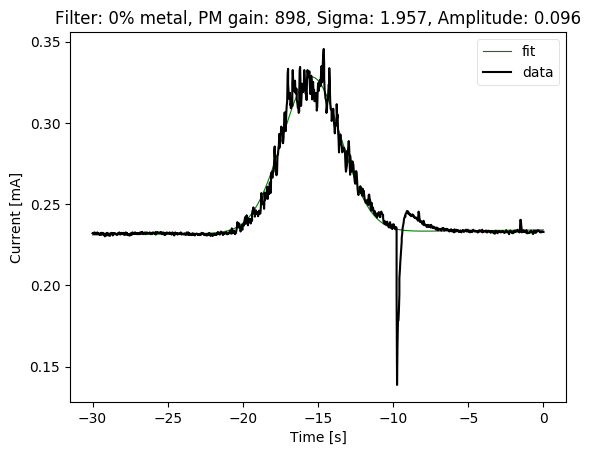 Filter: 0% metal, PM gain: 898, Sigma: 1.957, Amplitude: 0.096
fit
data
0.35
0.30
0.25
0.20
0.15
Current [mA]
−30
−25
−20
−15
−10
−5
0
Time [s]